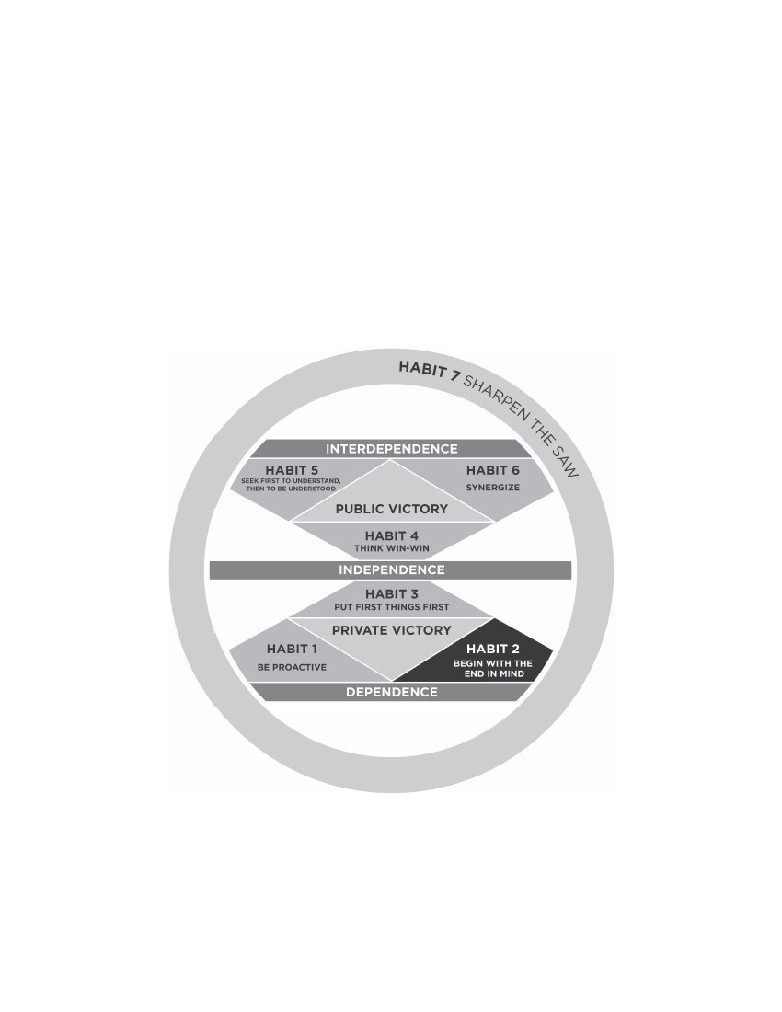 HABIT 7 SHARPEN THE SAW
INTERDEPENDENCE
HABIT 5
SEEK FIRST TO UNDERSTAND,
THEN TO BE UNDERSTOOD
HABIT 6
SYNERGIZE
PUBLIC VICTORY
HABIT 4
THINK WIN-WIN
INDEPENDENCE
HABIT 3
PUT FIRST THINGS FIRST
PRIVATE VICTORY
HABIT 1
BE PROACTIVE
HABIT 2
BEGIN WITH THE
END IN MIND
DEPENDENCE